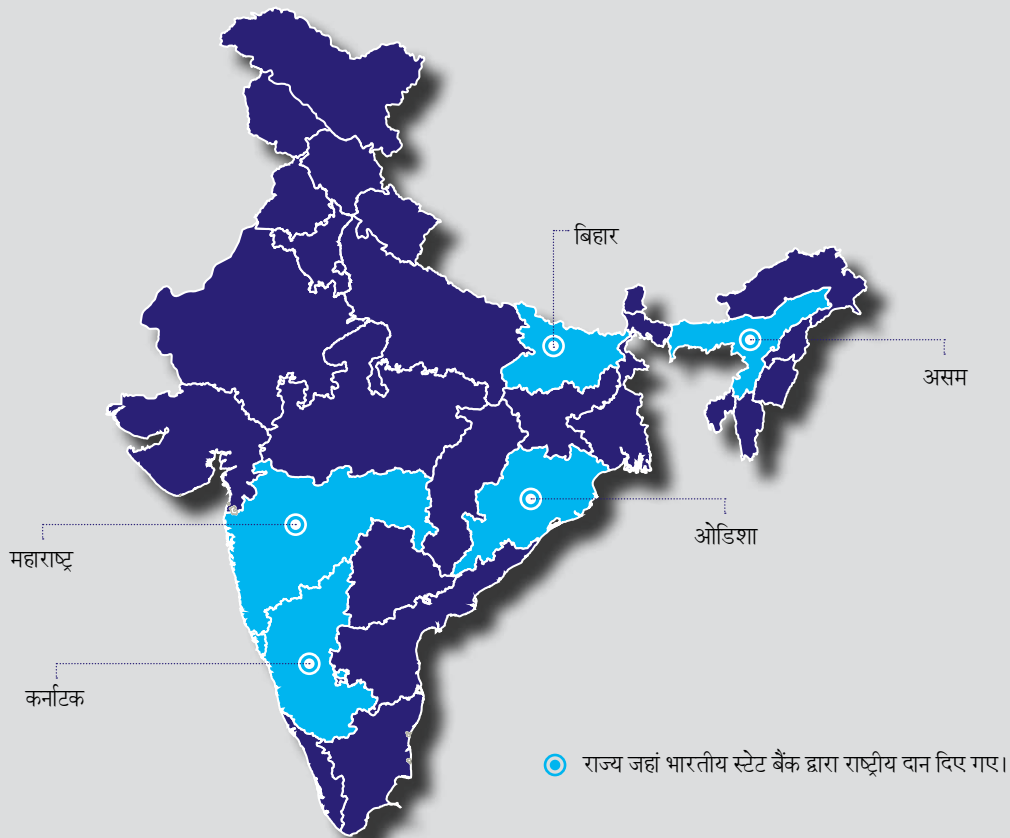 बिहार
असम
ओडिशा
महाराष्ट्र
कर्नाटक
राज्य जहां भारतीय स्टेट बैंक द्वारा राष्ट्रीय दान दिए गए।